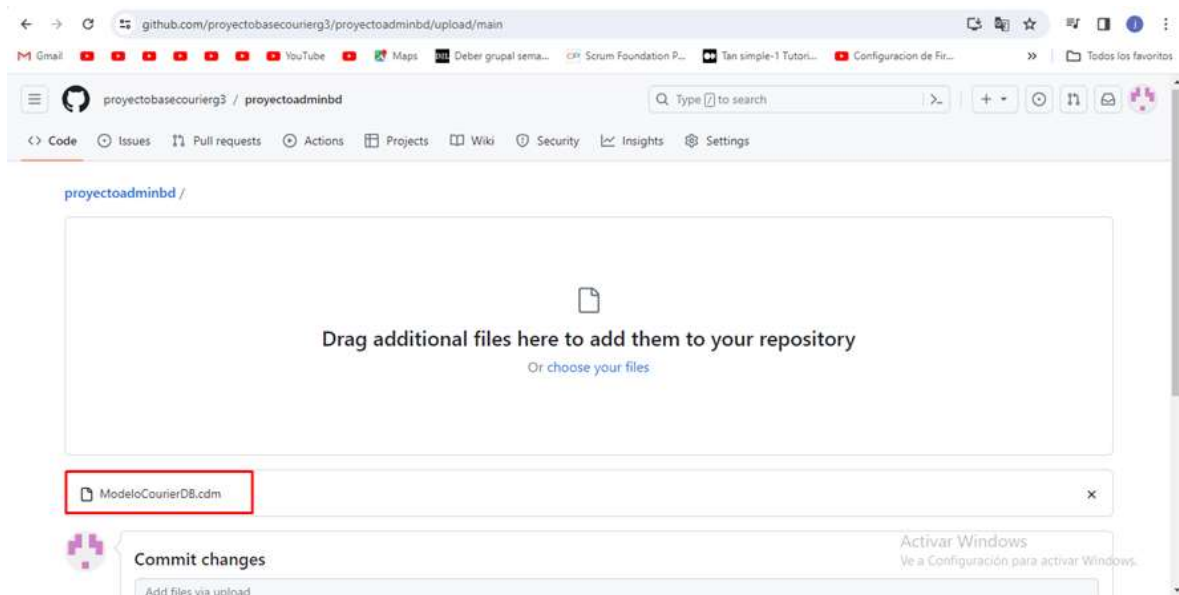 github.com/proyectobasecourierg3/proyectoadminbd/upload/main
Gmail YouTube Maps Deber grupal sema... Scrum Foundation P... Tan simple-1 Tutori... Configuracion de Fir... » Todos los favoritos
proyectobasecourierg3 / proyectoadminbd Type / to search
<> Code Issues Pull requests Actions Projects Wiki Security Insights Settings
proyectoadminbd /
Drag additional files here to add them to your repository
Or choose your files
ModeloCourierDB.cdm
Commit changes
Add files via upload
Activar Windows
Ve a Configuración para activar Windows.